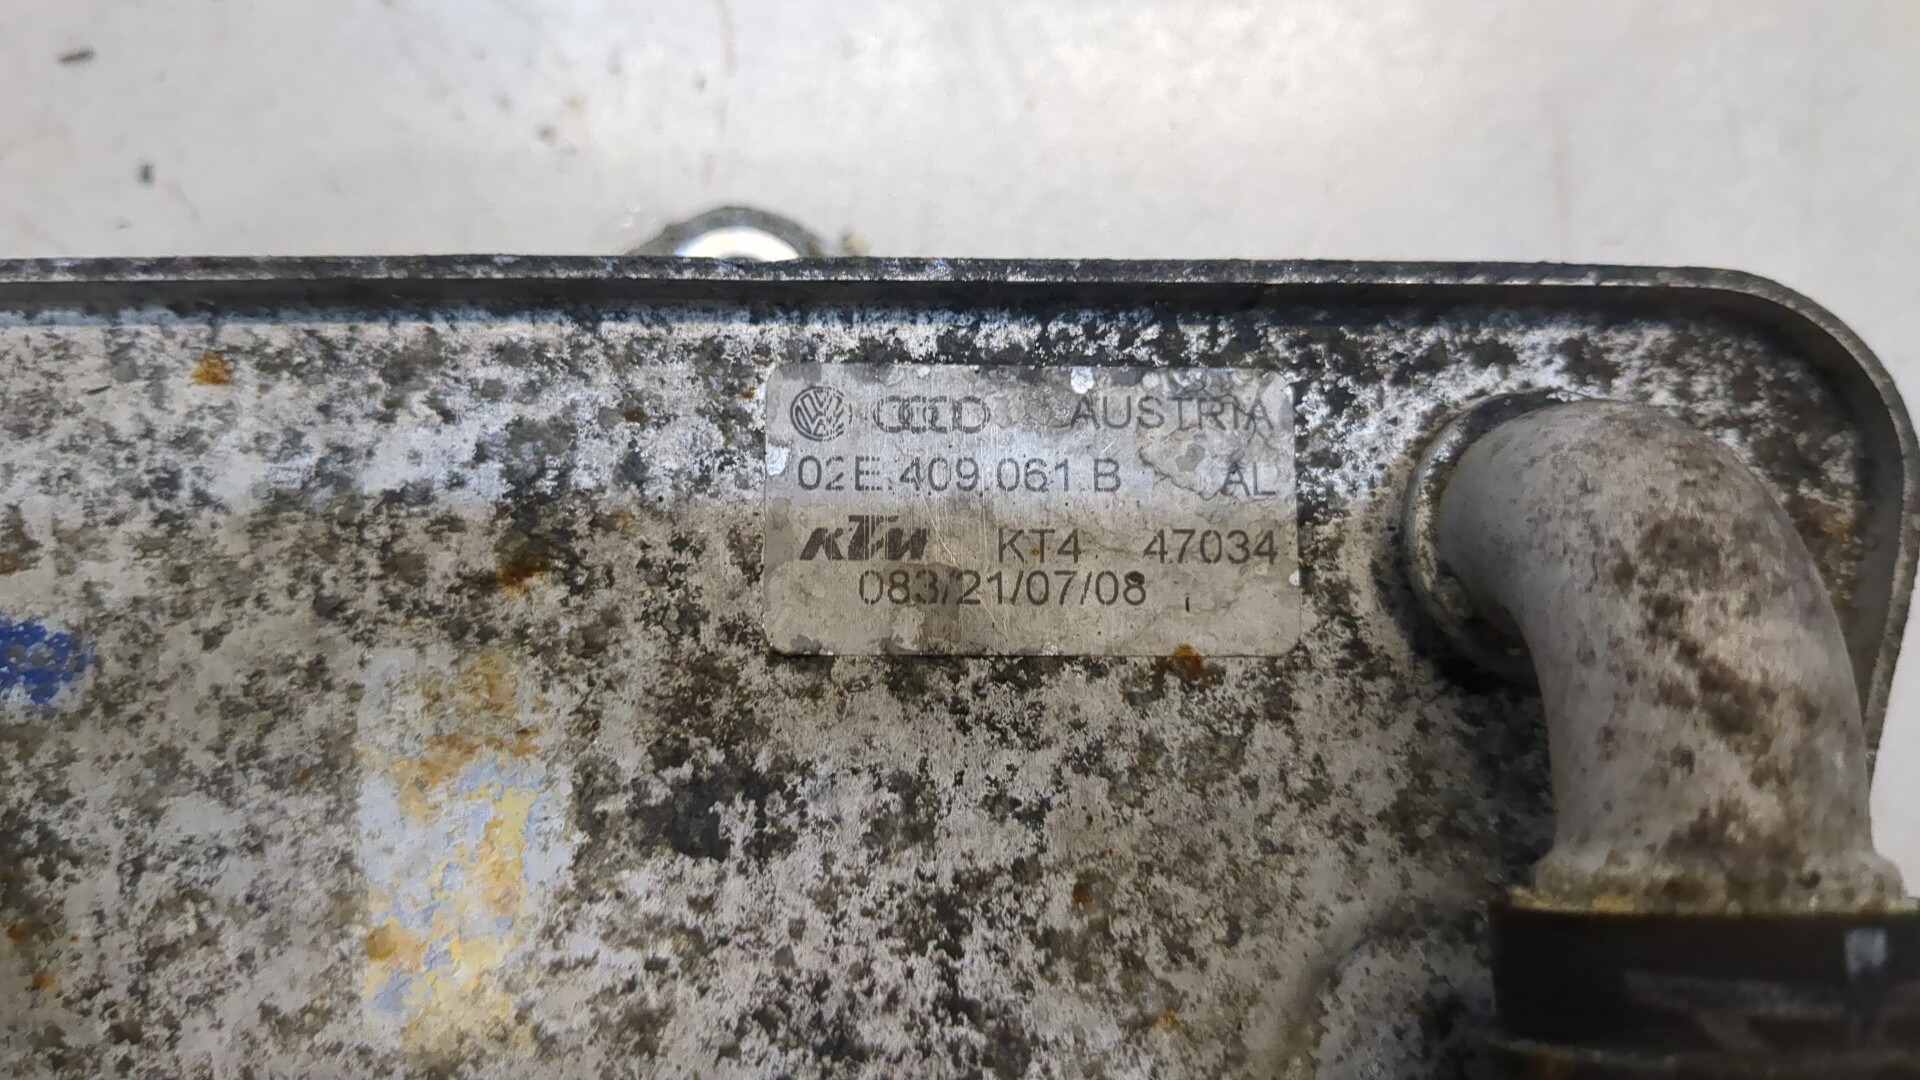 AUSTRIA
02E.409.061.B AL
KTM KT4 47034
083/21/07/08